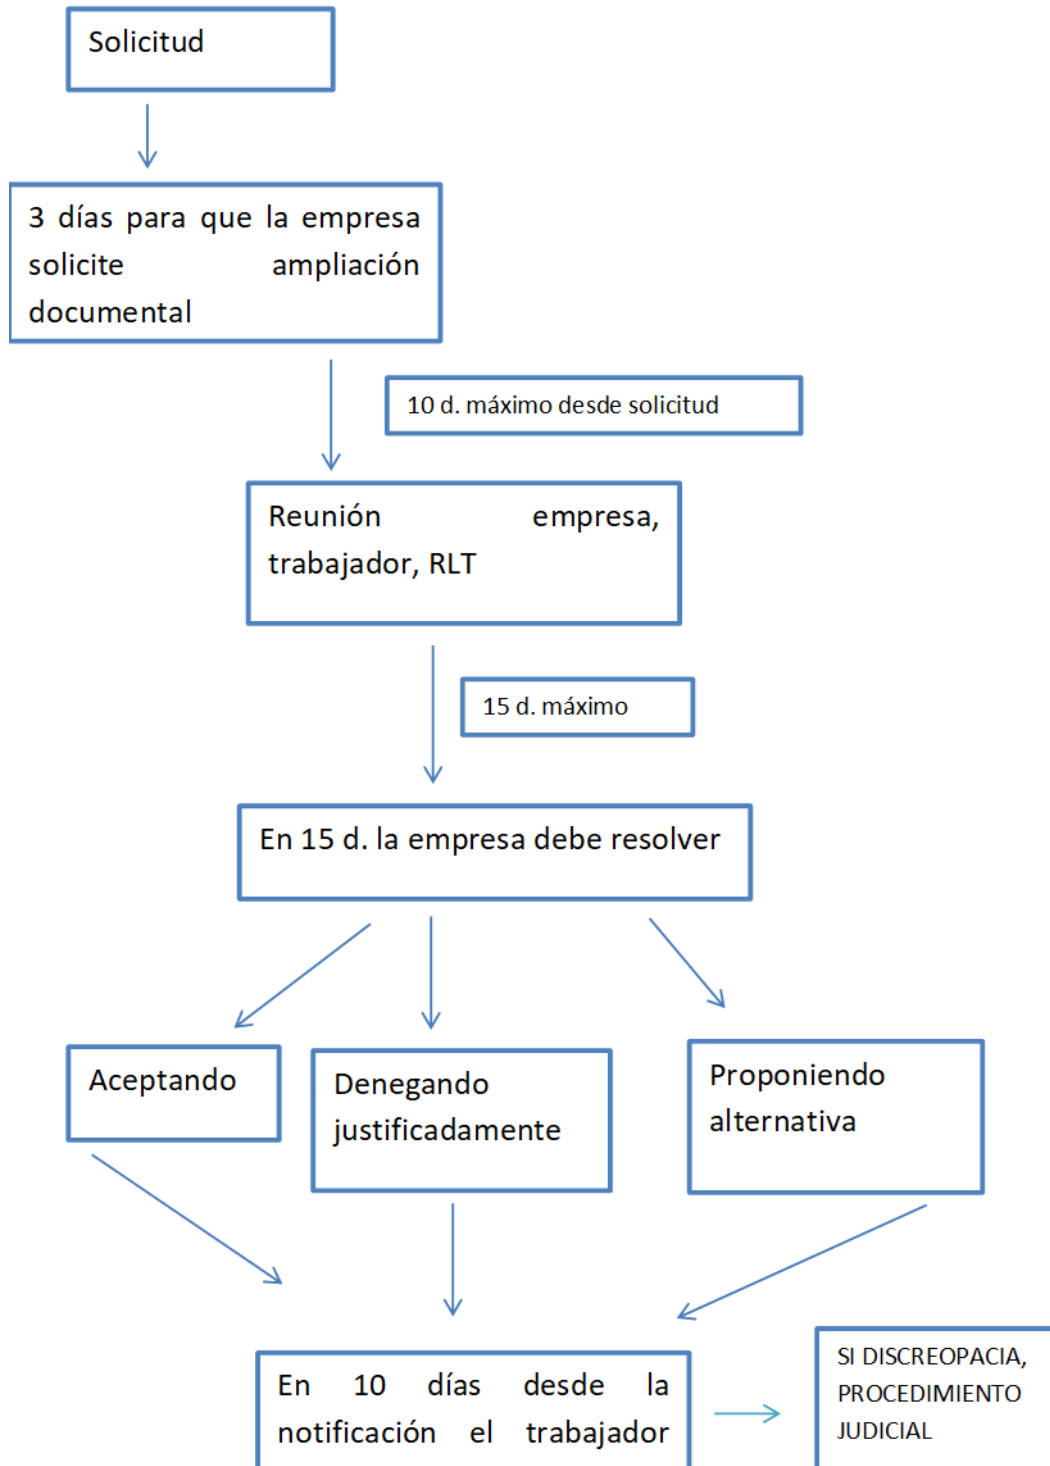 Solicitud
3 días para que la empresa
solicite ampliación
documental
10 d. máximo desde solicitud
Reunión empresa,
trabajador, RLT
15 d. máximo
En 15 d. la empresa debe resolver
Aceptando
Denegando
justificadamente
Proponiendo
alternativa
En 10 días desde la
notificación el trabajador
SI DISCREOPACIA,
PROCEDIMIENTO
JUDICIAL